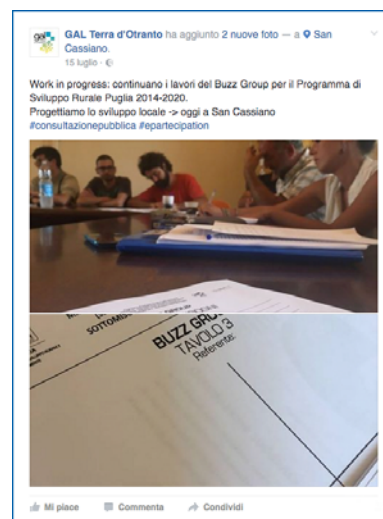 gal
GAL Terra d'Otranto ha aggiunto 2 nuove foto — a San
Cassiano.
15 luglio
Work in progress: continuano i lavori del Buzz Group per il Programma di
Sviluppo Rurale Puglia 2014-2020.
Progettiamo lo sviluppo locale -> oggi a San Cassiano
#consultazionepubblica #epartecipation
BUZZ GRO
TAVOLO 3
Referente:
Mi piace Commenta Condividi